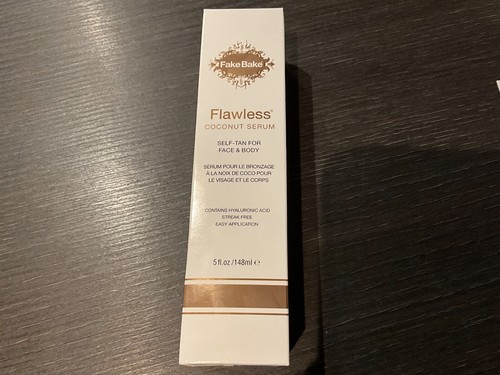 Fake Bake
Flawless®
COCONUT SERUM
SELF-TAN FOR
FACE & BODY
SÉRUM POUR LE BRONZAGE
À LA NOIX DE COCO POUR
LE VISAGE ET LE CORPS
CONTAINS HYALURONIC ACID
STREAK FREE
EASY APPLICATION
5 fl.oz /148ml ℮